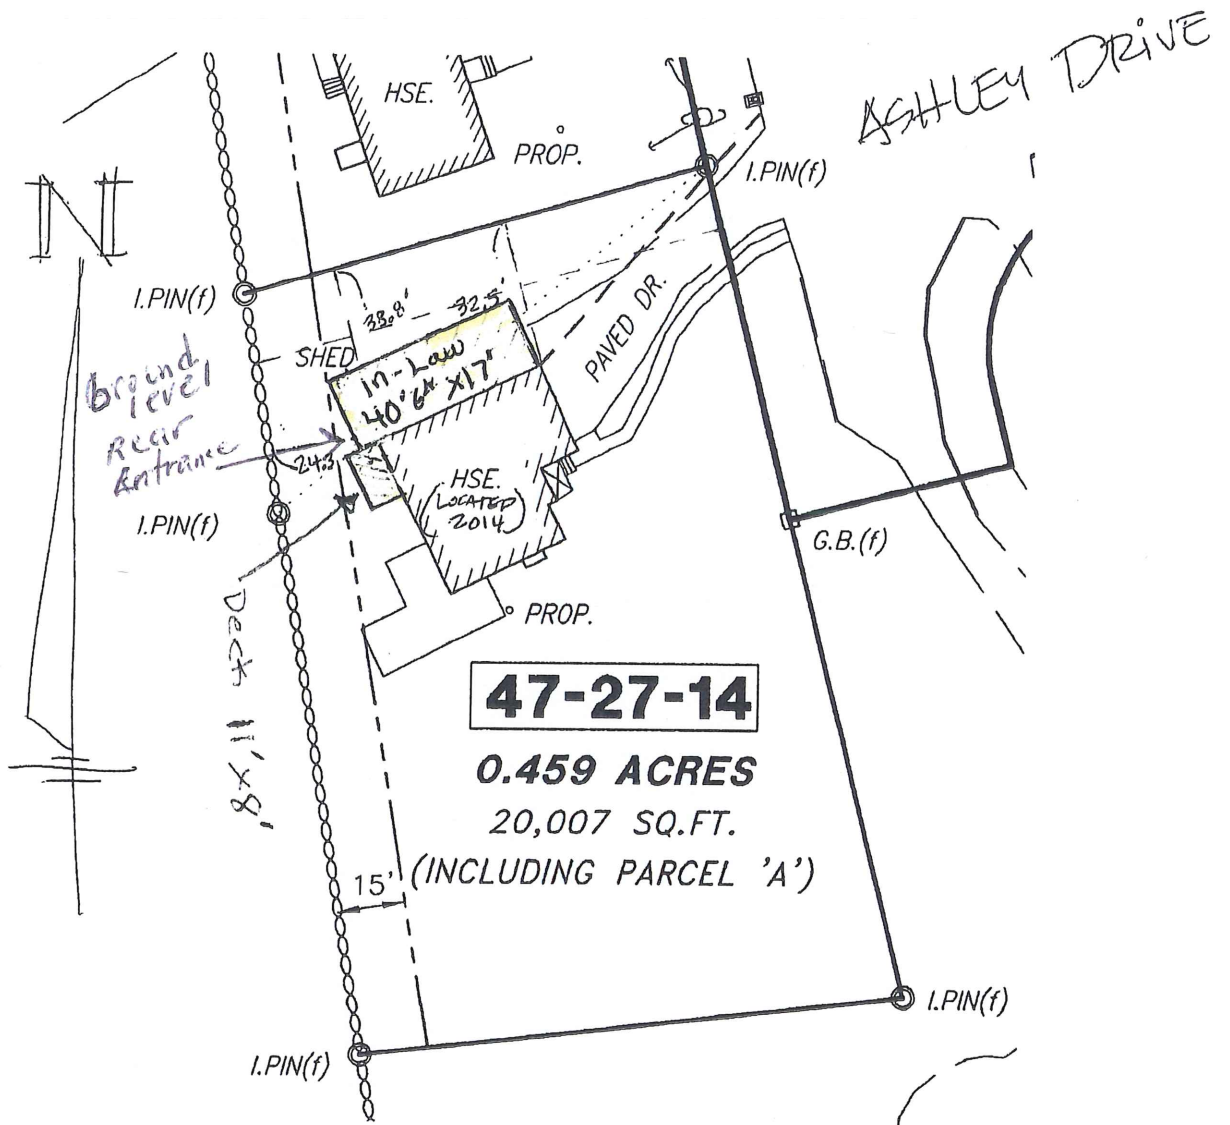 ASHLEY DRIVE
HSE.
PROP.
I.PIN(f)
N
I.PIN(f)
38.8'
32.5'
PAVED DR.
SHED
In-Law
40'6" x17'
Ground
level
Rear
Entrance
24.3
HSE.
(LOCATED
2014)
I.PIN(f)
G.B.(f)
Deck 11'x8'
PROP.
47-27-14
0.459 ACRES
20,007 SQ.FT.
(INCLUDING PARCEL 'A')
15'
I.PIN(f)
I.PIN(f)